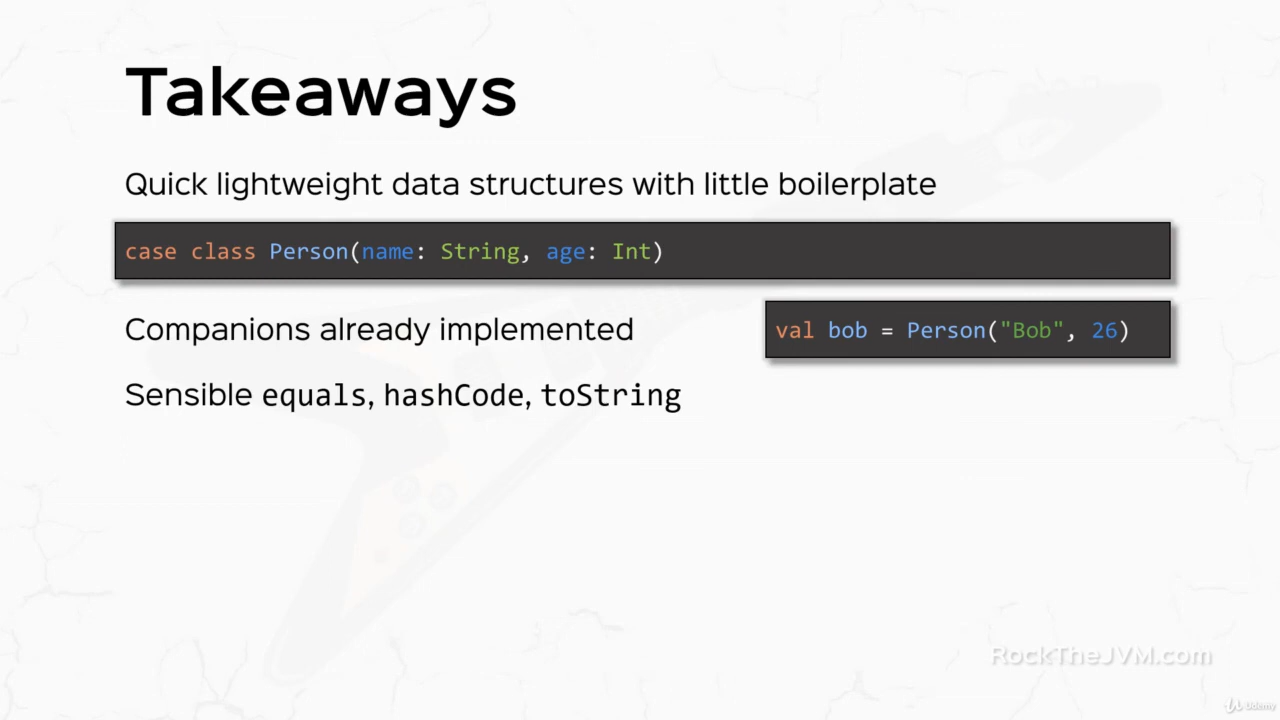 Takeaways
Quick lightweight data structures with little boilerplate
case class Person(name: String, age: Int)
Companions already implemented
val bob = Person("Bob", 26)
Sensible equals, hashCode, toString
RockTheJVM.com
Udemy